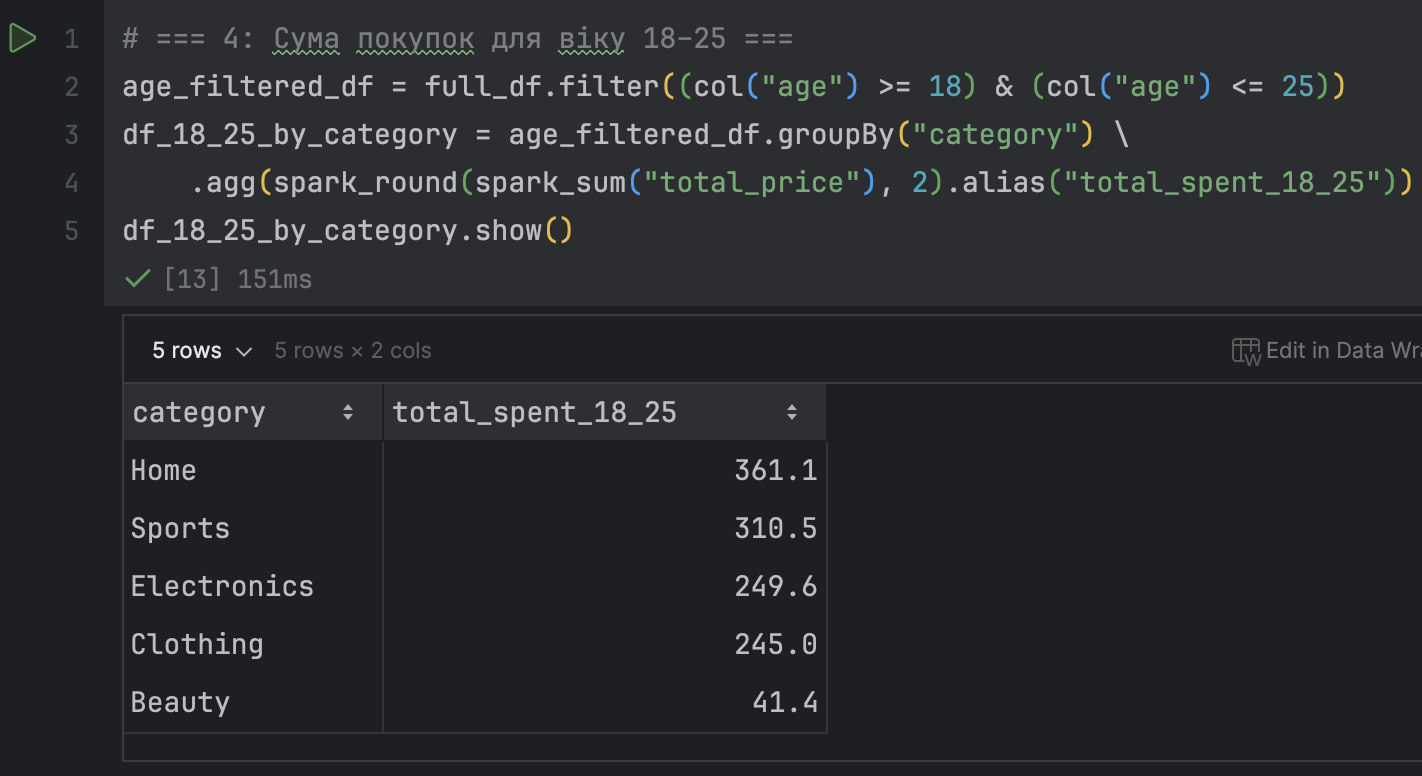 1 # === 4: Сума покупок для віку 18-25 ===
2 age_filtered_df = full_df.filter((col("age") >= 18) & (col("age") <= 25))
3 df_18_25_by_category = age_filtered_df.groupBy("category") \
4 .agg(spark_round(spark_sum("total_price"), 2).alias("total_spent_18_25"))
5 df_18_25_by_category.show()
[13] 151ms
5 rows 5 rows × 2 cols Edit in Data Wra
category total_spent_18_25
Home 361.1
Sports 310.5
Electronics 249.6
Clothing 245.0
Beauty 41.4